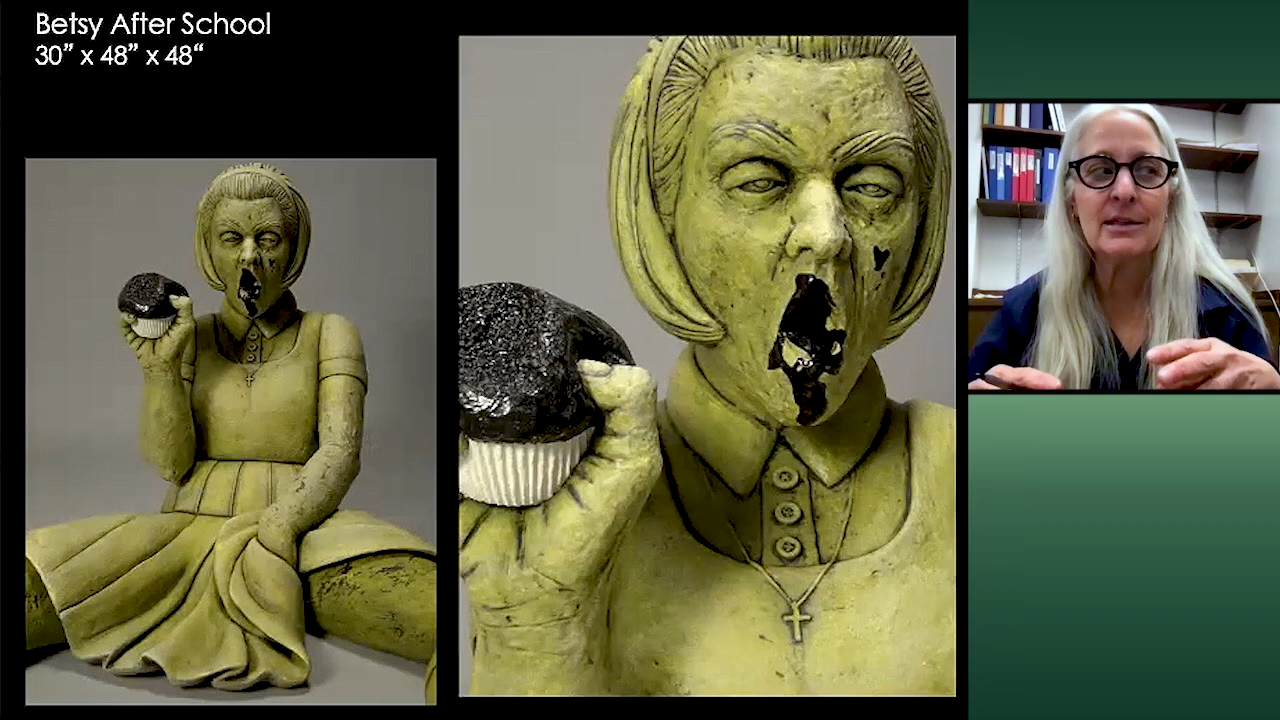 Betsy After School
30” x 48” x 48“